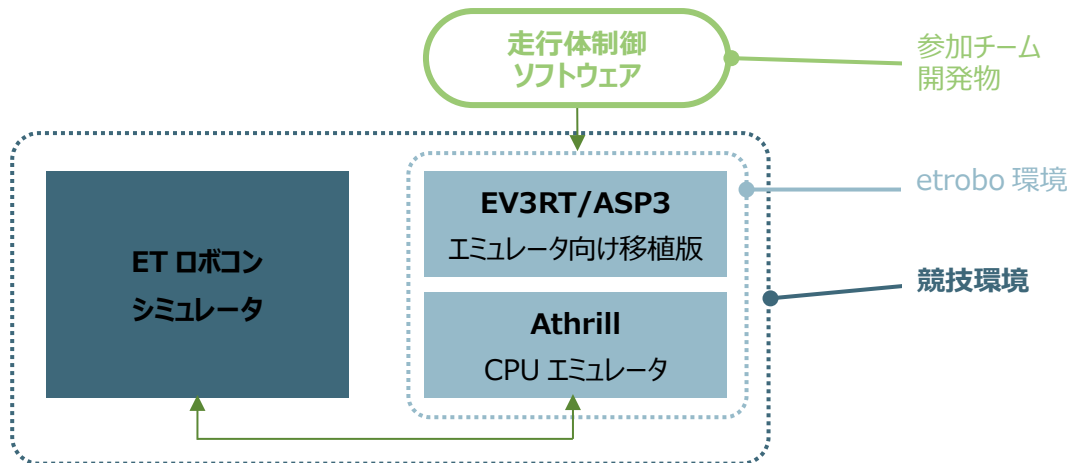 走行体制御
ソフトウェア
参加チーム
開発物
etrobo 環境
EV3RT/ASP3
エミュレータ向け移植版
ET ロボコン
シミュレータ
競技環境
Athrill
CPU エミュレータ